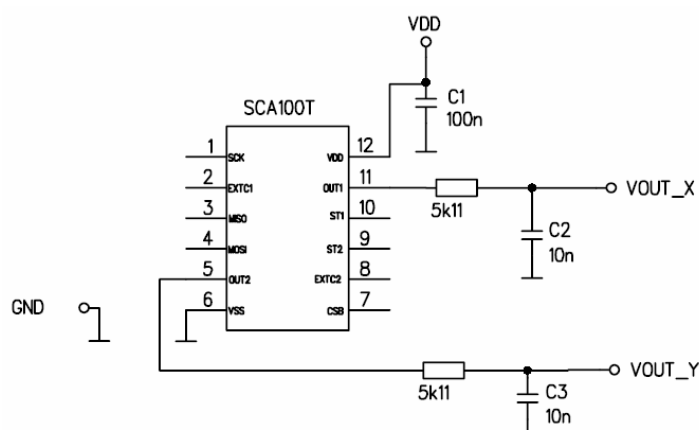 VDD
C1
100n
SCA100T
1 SCK VDD 12
2 EXTC1 OUT1 11
3 MISO ST1 10
4 MOSI ST2 9
5 OUT2 EXTC2 8
6 VSS CSB 7
5k11
VOUT_X
C2
10n
GND
5k11
VOUT_Y
C3
10n